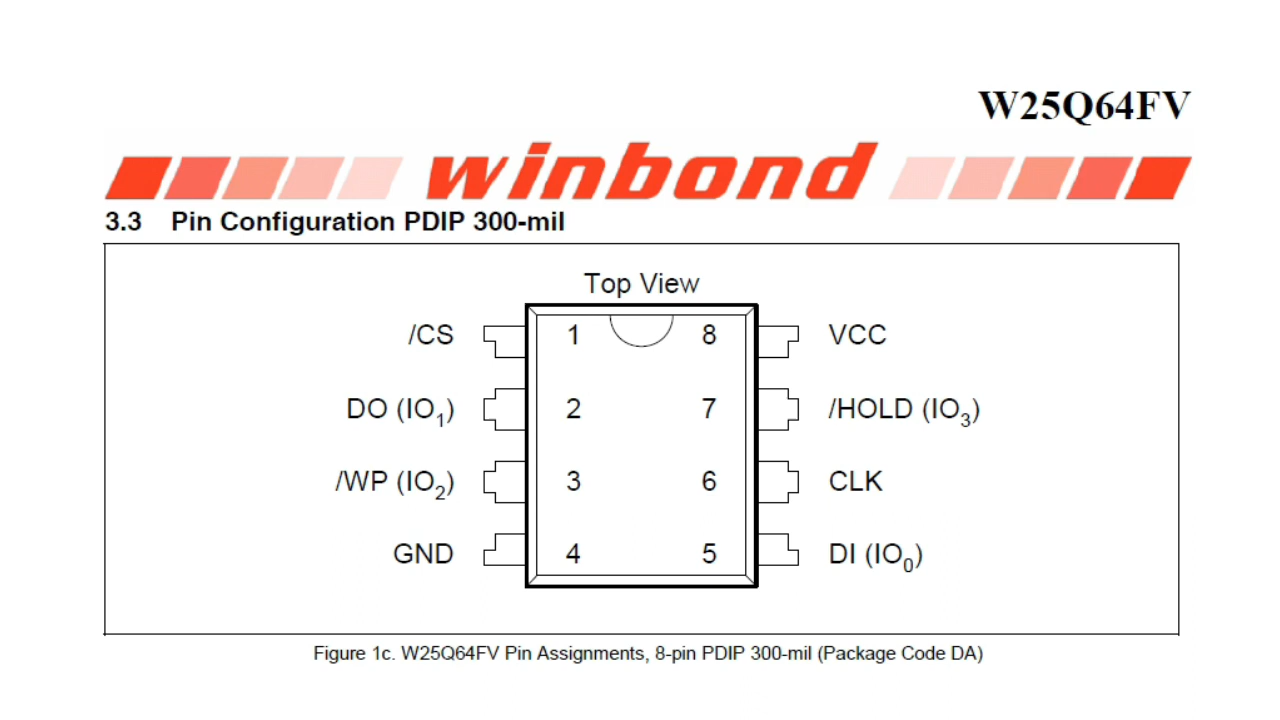 W25Q64FV
winbond
3.3 Pin Configuration PDIP 300-mil
Top View
/CS 1 8 VCC
DO (IO₁) 2 7 /HOLD (IO₃)
/WP (IO₂) 3 6 CLK
GND 4 5 DI (IO₀)
Figure 1c. W25Q64FV Pin Assignments, 8-pin PDIP 300-mil (Package Code DA)